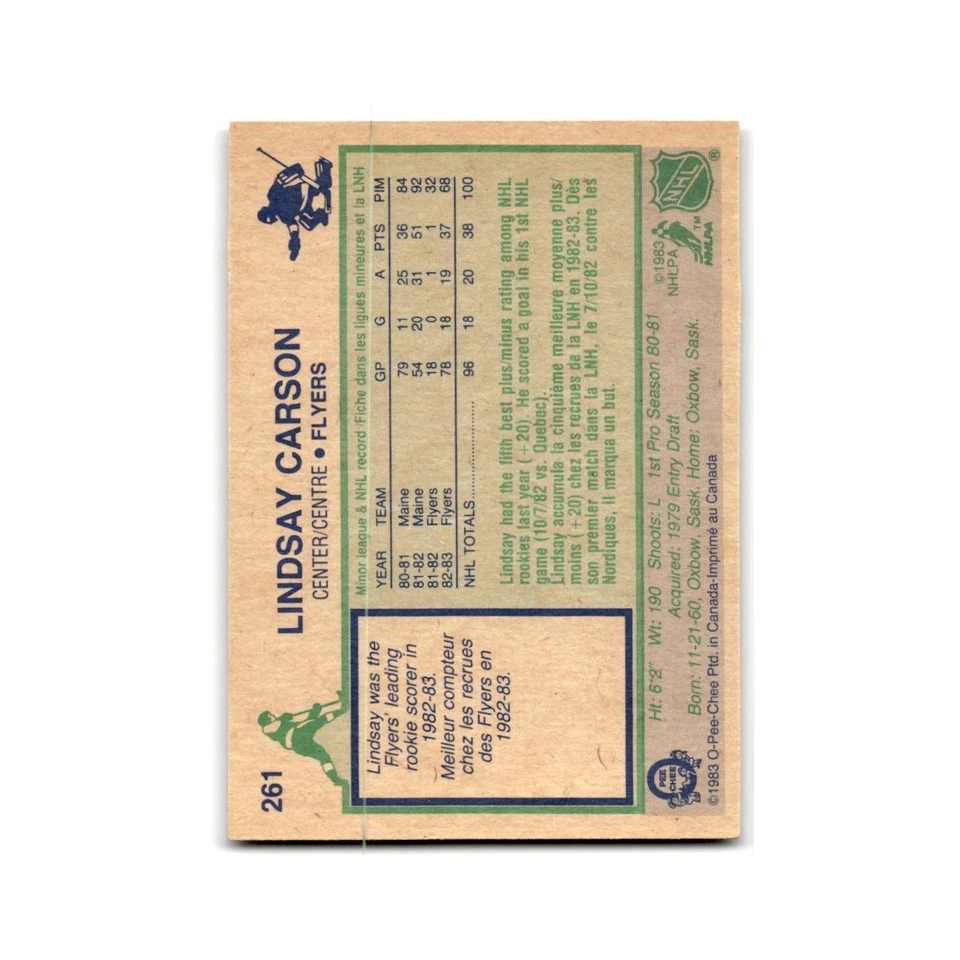 261
LINDSAY CARSON
CENTER/CENTRE • FLYERS
Lindsay was the
Flyers' leading
rookie scorer in
1982-83.
Meilleur compteur
chez les recrues
des Flyers en
1982-83.
Minor league & NHL record/Fiche dans les ligues mineures et la LNH
YEAR TEAM GP G A PTS PIM
80-81 Maine 79 11 25 36 84
81-82 Maine 54 20 31 51 92
81-82 Flyers 18 0 1 1 32
82-83 Flyers 78 18 19 37 68
NHL TOTALS 96 18 20 38 100
Lindsay had the fifth best plus/minus rating among NHL
rookies last year (+20). He scored a goal in his 1st NHL
game (10/7/82 vs. Quebec).
Lindsay accumula la cinquième meilleure moyenne plus/
moins (+20) chez les recrues de la LNH en 1982-83. Dès
son premier match dans la LNH, le 7/10/82 contre les
Nordiques, il marqua un but.
Ht: 6'2" Wt: 190 Shoots: L 1st Pro Season 80-81
Acquired: 1979 Entry Draft
Born: 11-21-60, Oxbow, Sask. Home: Oxbow, Sask.
O PEE CHEE
©1983 O-Pee-Chee Ptd. in Canada-Imprimé au Canada
©1983
NHLPA
NHLPA ™
NHL ®